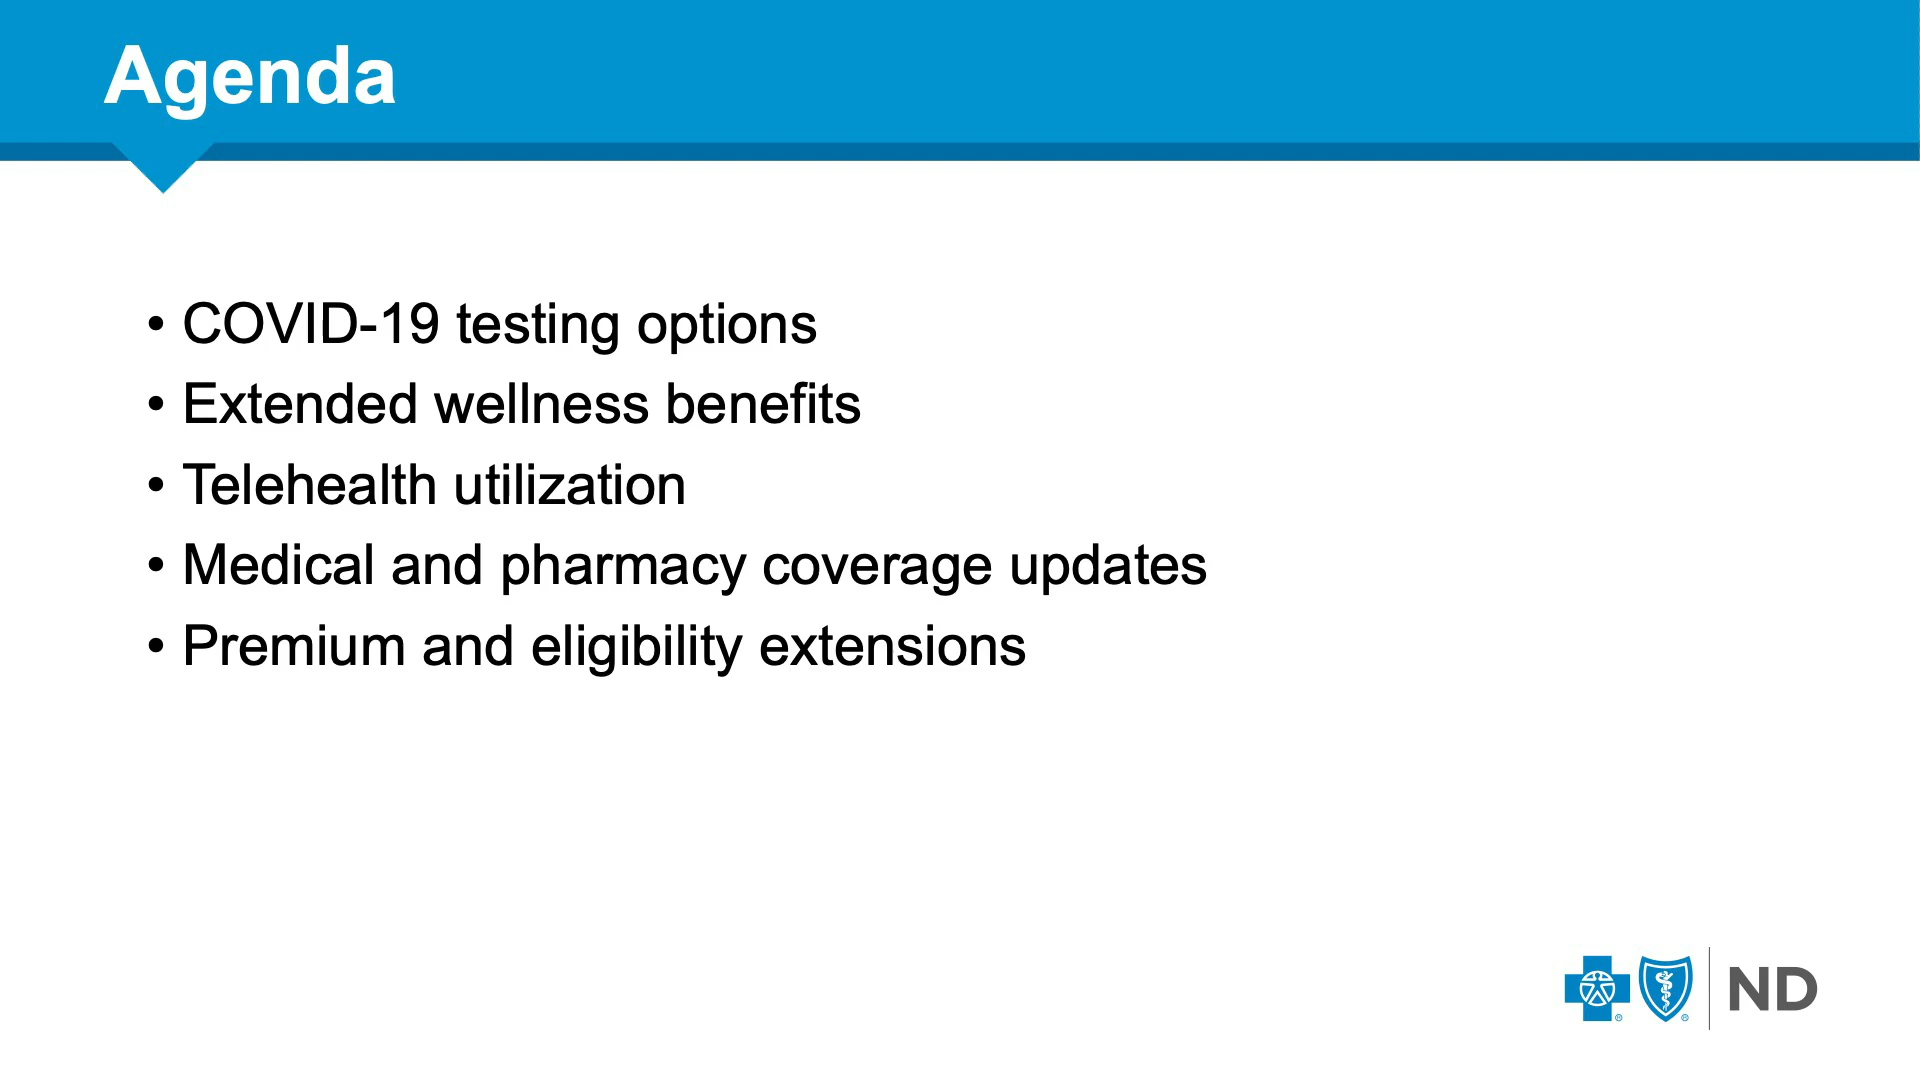 Agenda
• COVID-19 testing options
• Extended wellness benefits
• Telehealth utilization
• Medical and pharmacy coverage updates
• Premium and eligibility extensions
® ® ND